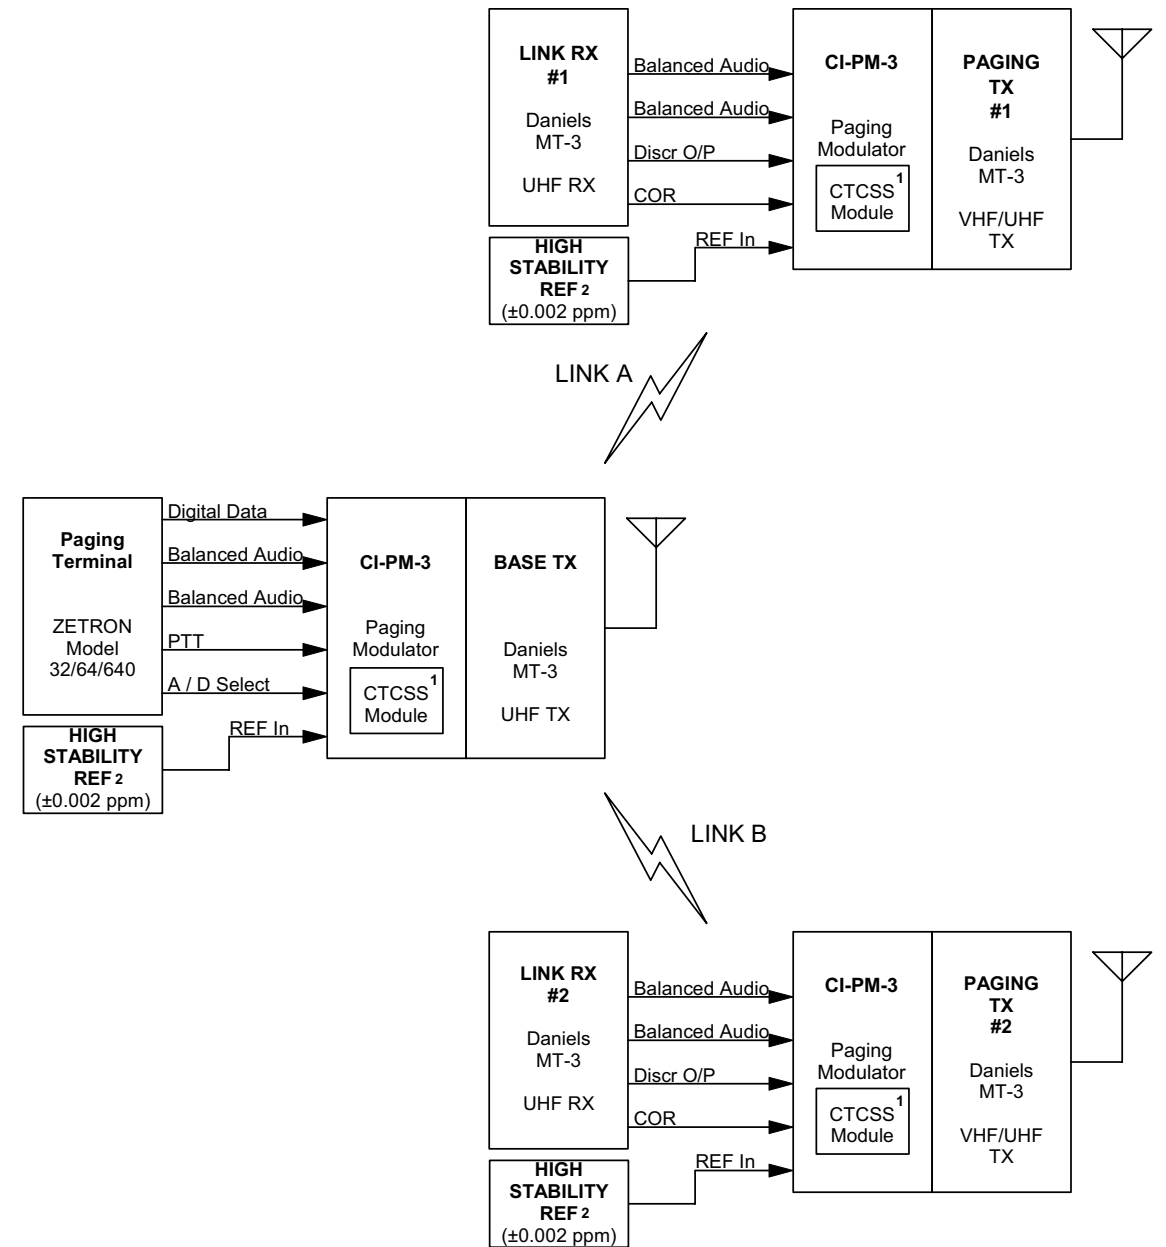 LINK RX
#1
Daniels
MT-3
UHF RX
Balanced Audio
Balanced Audio
Discr O/P
COR
REF In
HIGH
STABILITY
REF 2
(±0.002 ppm)
CI-PM-3
Paging
Modulator
CTCSS 1
Module
PAGING
TX
#1
Daniels
MT-3
VHF/UHF
TX
LINK A
Paging
Terminal
ZETRON
Model
32/64/640
Digital Data
Balanced Audio
Balanced Audio
PTT
A / D Select
REF In
HIGH
STABILITY
REF 2
(±0.002 ppm)
CI-PM-3
Paging
Modulator
CTCSS 1
Module
BASE TX
Daniels
MT-3
UHF TX
LINK B
LINK RX
#2
Daniels
MT-3
UHF RX
Balanced Audio
Balanced Audio
Discr O/P
COR
REF In
HIGH
STABILITY
REF 2
(±0.002 ppm)
CI-PM-3
Paging
Modulator
CTCSS 1
Module
PAGING
TX
#2
Daniels
MT-3
VHF/UHF
TX